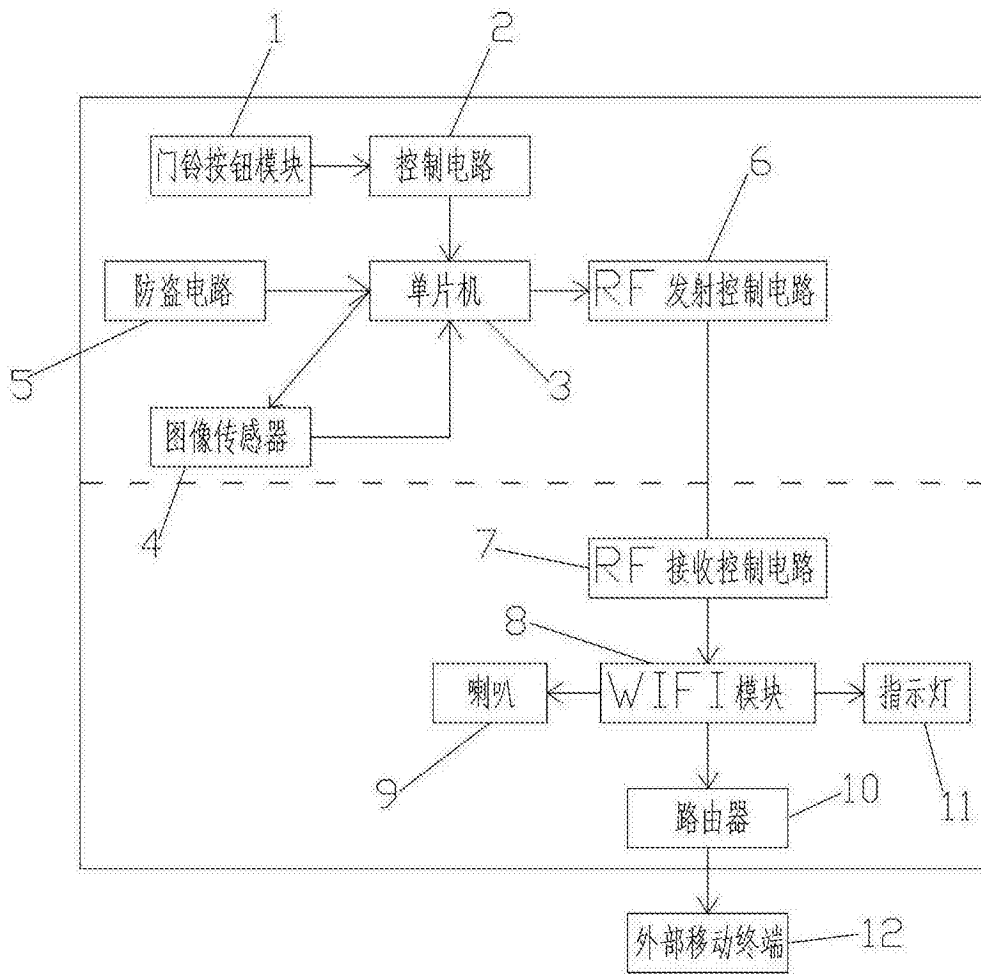 1
2
门铃按钮模块
控制电路
6
防盗电路
单片机
RF 发射控制电路
5
3
图像传感器
4
7
RF 接收控制电路
8
喇叭
WIFI 模块
指示灯
9
10
11
路由器
外部移动终端
12